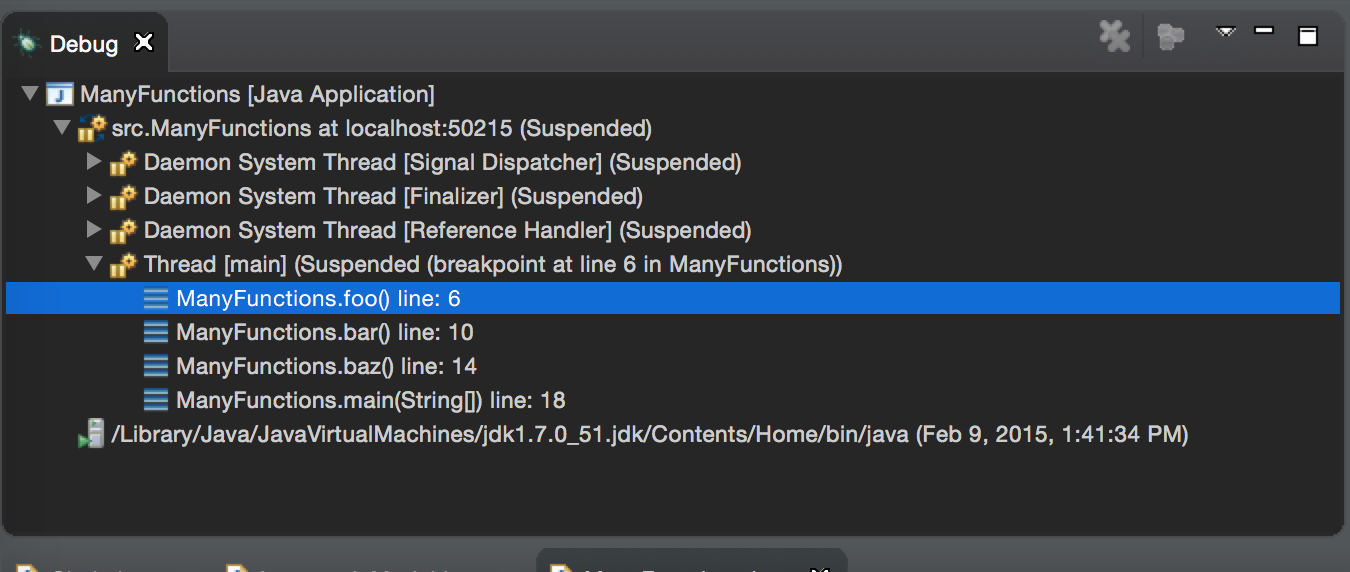 Debug
ManyFunctions [Java Application]
src.ManyFunctions at localhost:50215 (Suspended)
Daemon System Thread [Signal Dispatcher] (Suspended)
Daemon System Thread [Finalizer] (Suspended)
Daemon System Thread [Reference Handler] (Suspended)
Thread [main] (Suspended (breakpoint at line 6 in ManyFunctions))
ManyFunctions.foo() line: 6
ManyFunctions.bar() line: 10
ManyFunctions.baz() line: 14
ManyFunctions.main(String[]) line: 18
/Library/Java/JavaVirtualMachines/jdk1.7.0_51.jdk/Contents/Home/bin/java (Feb 9, 2015, 1:41:34 PM)